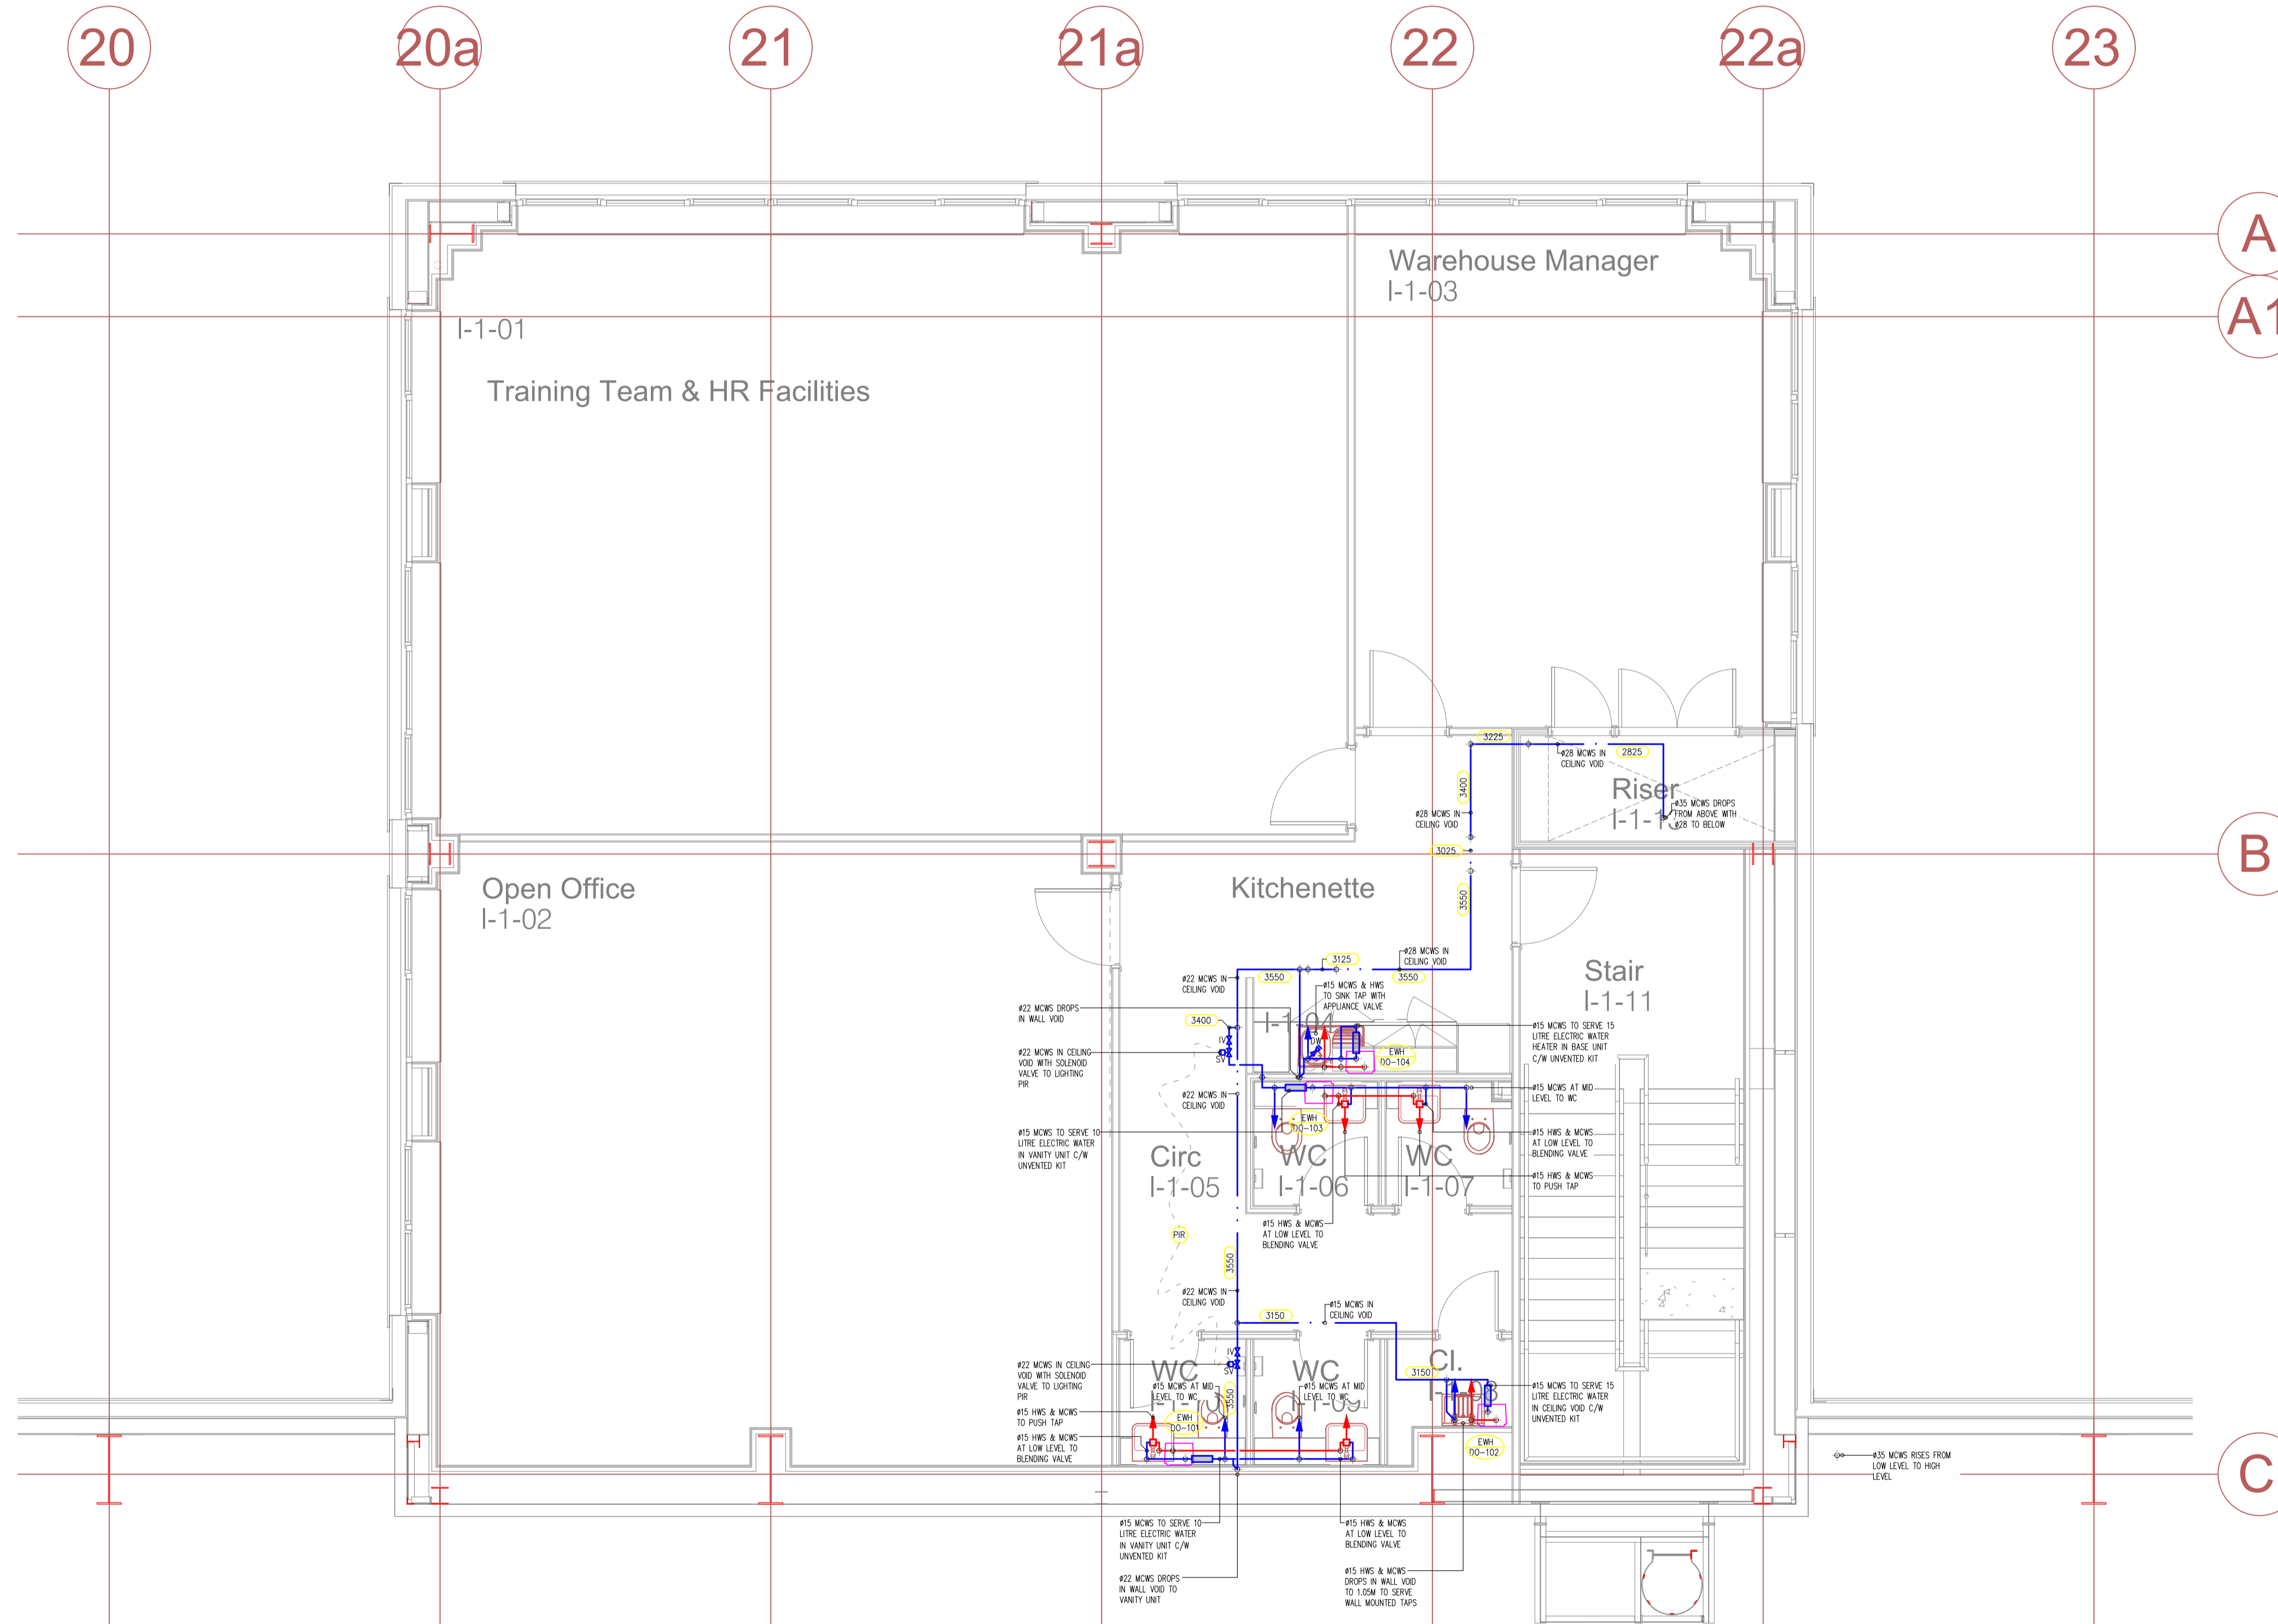 20
20a
21
21a
22
22a
23
A
A1
B
C
Warehouse Manager
I-1-03
I-1-01
Training Team & HR Facilities
3225
ø28 MCWS IN
CEILING VOID
2825
Riser
ø35 MCWS DROPS
FROM ABOVE WITH
ø28 TO BELOW
3400
ø28 MCWS IN
CEILING VOID
3025
Open Office
I-1-02
Kitchenette
3550
ø28 MCWS IN
CEILING VOID
3125
3550
3550
Stair
I-1-11
ø22 MCWS IN
CEILING VOID
ø15 MCWS & HWS
TO SINK TAP WITH
APPLIANCE VALVE
ø22 MCWS DROPS
IN WALL VOID
3400
I-1-04
ø15 MCWS TO SERVE 15
LITRE ELECTRIC WATER
HEATER IN BASE UNIT
C/W UNVENTED KIT
IV
SV
DW
EWH
DO-104
ø22 MCWS IN CEILING
VOID WITH SOLENOID
VALVE TO LIGHTING
PIR
ø22 MCWS IN
CEILING VOID
ø15 MCWS AT MID
LEVEL TO WC
EWH
DO-103
ø15 MCWS TO SERVE 10
LITRE ELECTRIC WATER
IN VANITY UNIT C/W
UNVENTED KIT
ø15 HWS & MCWS
AT LOW LEVEL TO
BLENDING VALVE
Circ
I-1-05
WC
I-1-06
WC
I-1-07
ø15 HWS & MCWS
TO PUSH TAP
PIR
ø15 HWS & MCWS
AT LOW LEVEL TO
BLENDING VALVE
3550
ø22 MCWS IN
CEILING VOID
3150
ø15 MCWS IN
CEILING VOID
IV
SV
ø22 MCWS IN CEILING
VOID WITH SOLENOID
VALVE TO LIGHTING
PIR
WC
WC
I-1-09
Cl.
3150
ø15 MCWS AT MID
LEVEL TO WC
3550
ø15 MCWS AT MID
LEVEL TO WC
ø15 MCWS TO SERVE 15
LITRE ELECTRIC WATER
IN CEILING VOID C/W
UNVENTED KIT
ø15 HWS & MCWS
TO PUSH TAP
EWH
DO-101
ø15 HWS & MCWS
AT LOW LEVEL TO
BLENDING VALVE
EWH
DO-102
ø35 MCWS RISES FROM
LOW LEVEL TO HIGH
LEVEL
ø15 MCWS TO SERVE 10
LITRE ELECTRIC WATER
IN VANITY UNIT C/W
UNVENTED KIT
ø15 HWS & MCWS
AT LOW LEVEL TO
BLENDING VALVE
ø22 MCWS DROPS
IN WALL VOID TO
VANITY UNIT
ø15 HWS & MCWS
DROPS IN WALL VOID
TO 1.05M TO SERVE
WALL MOUNTED TAPS